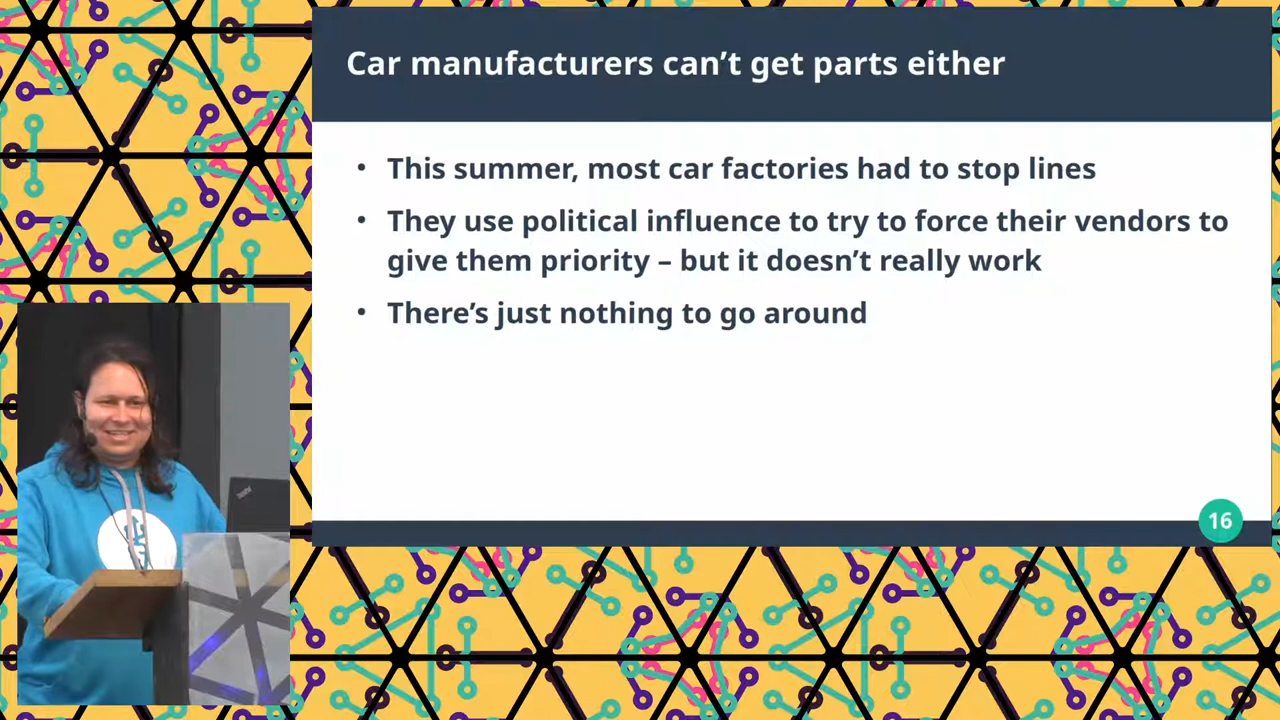 Car manufacturers can’t get parts either
• This summer, most car factories had to stop lines
• They use political influence to try to force their vendors to
give them priority – but it doesn’t really work
• There’s just nothing to go around
16